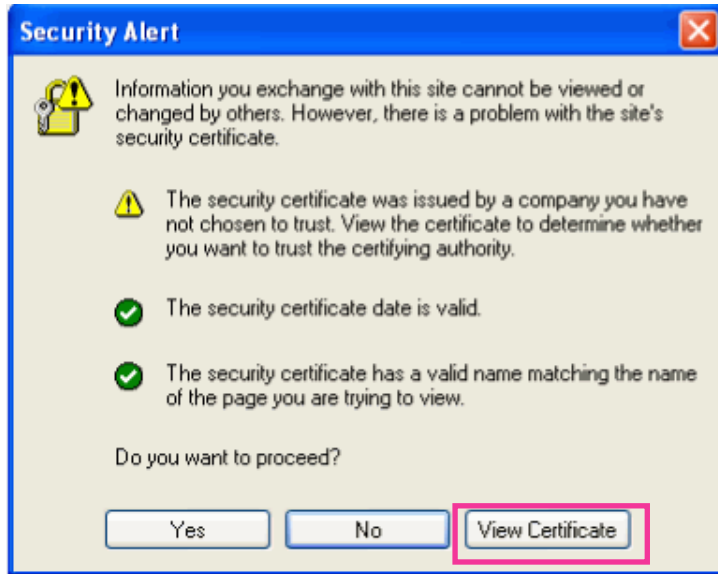 Security Alert
Information you exchange with this site cannot be viewed or
changed by others. However, there is a problem with the site's
security certificate.
The security certificate was issued by a company you have
not chosen to trust. View the certificate to determine whether
you want to trust the certifying authority.
The security certificate date is valid.
The security certificate has a valid name matching the name
of the page you are trying to view.
Do you want to proceed?
Yes No View Certificate